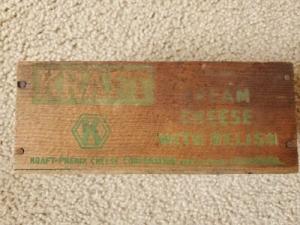 KRAFT
CREAM
CHEESE
WITH RELISH
K
KRAFT-PHENIX CHEESE CORPORATION